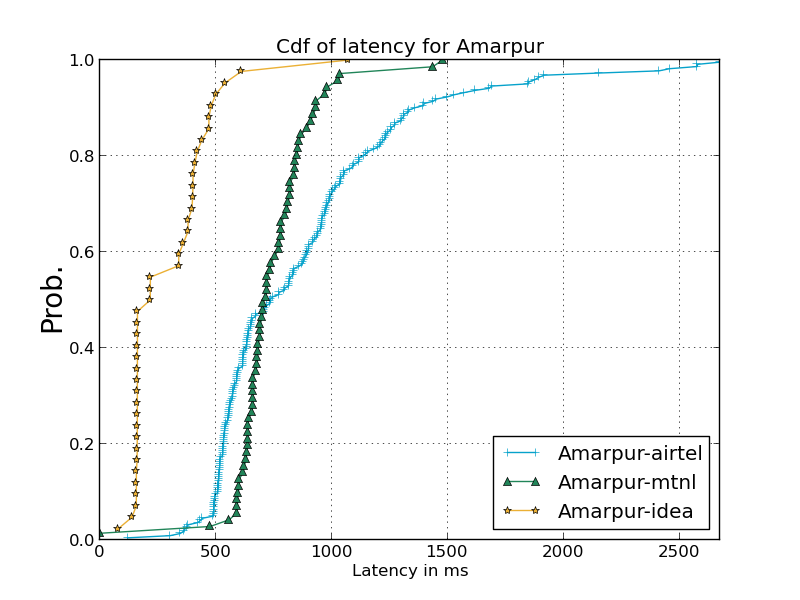 Cdf of latency for Amarpur
1.0
0.8
0.6
0.4
0.2
0.0
Prob.
0 500 1000 1500 2000 2500
Latency in ms
Amarpur-airtel
Amarpur-mtnl
Amarpur-idea